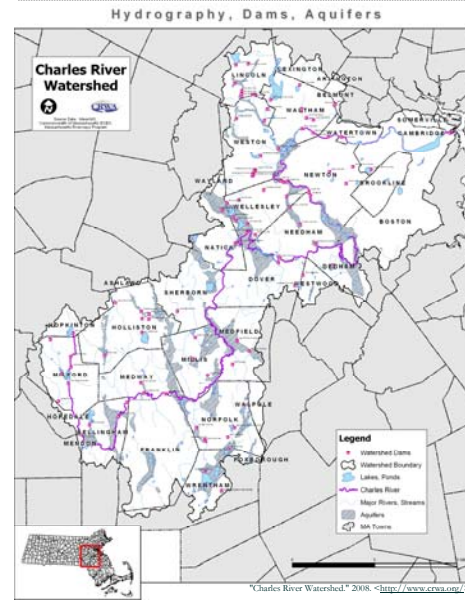 Hydrography, Dams, Aquifers
Charles River
Watershed
CRWA
LEXINGTON
LINCOLN
ARLINGTON
BELMONT
WALTHAM
SOMERVILLE
WATERTOWN
CAMBRIDGE
WESTON
NEWTON
BROOKLINE
WAYLAND
WELLESLEY
BOSTON
NEEDHAM
NATICK
DEDHAM
DOVER
WESTWOOD
ASHLAND
SHERBORN
HOPKINTON
HOLLISTON
MEDFIELD
MILLIS
MILFORD
MEDWAY
WALPOLE
HOPEDALE
NORFOLK
BELLINGHAM
MENDON
FRANKLIN
FOXBOROUGH
WRENTHAM
Legend
Watershed Dams
Watershed Boundary
Lakes, Ponds
Charles River
Major Rivers, Streams
Aquifers
MA Towns
"Charles River Watershed." 2008. <http://www.crwa.org/